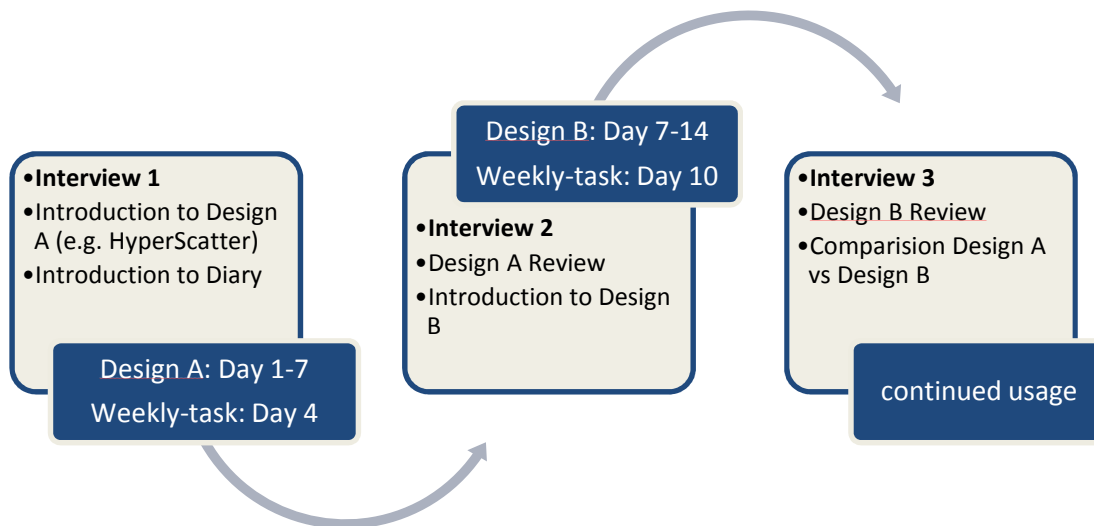 •Interview 1
•Introduction to Design
A (e.g. HyperScatter)
•Introduction to Diary
Design A: Day 1-7
Weekly-task: Day 4
Design B: Day 7-14
Weekly-task: Day 10
•Interview 2
•Design A Review
•Introduction to Design
B
•Interview 3
•Design B Review
•Comparision Design A
vs Design B
continued usage